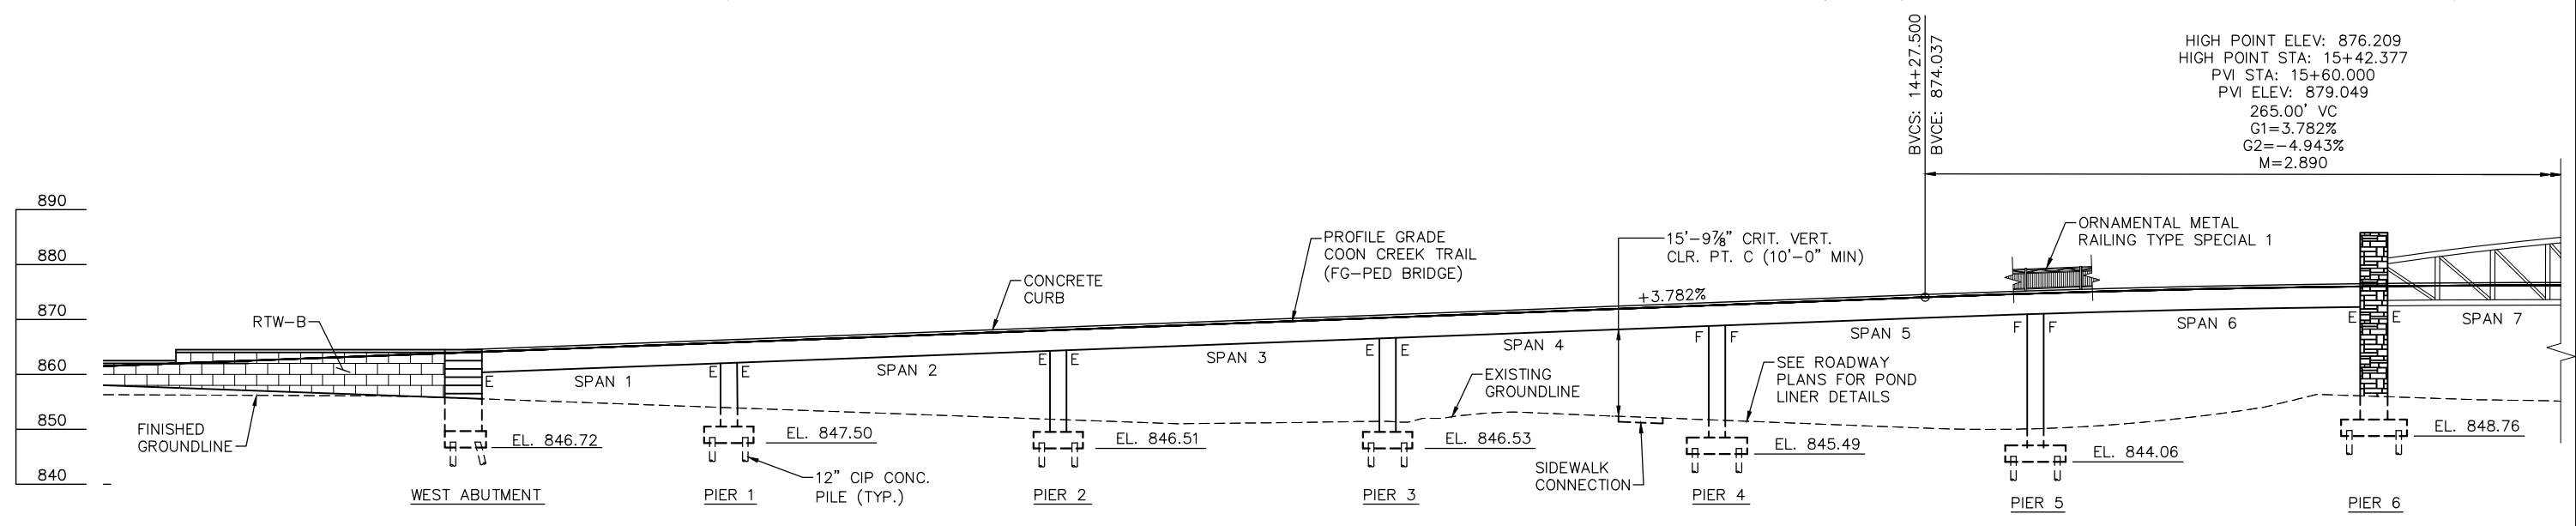 BVCS: 14+27.500
BVCE: 874.037
HIGH POINT ELEV: 876.209
HIGH POINT STA: 15+42.377
PVI STA: 15+60.000
PVI ELEV: 879.049
265.00' VC
G1=3.782%
G2=-4.943%
M=2.890
890
880
870
860
850
840
RTW-B
CONCRETE
CURB
PROFILE GRADE
COON CREEK TRAIL
(FG-PED BRIDGE)
15'-9⅞" CRIT. VERT.
CLR. PT. C (10'-0" MIN)
+3.782%
ORNAMENTAL METAL
RAILING TYPE SPECIAL 1
E
SPAN 1
E
E
SPAN 2
E
E
SPAN 3
E
E
SPAN 4
F
F
SPAN 5
F
F
SPAN 6
E
E
SPAN 7
EXISTING
GROUNDLINE
SEE ROADWAY
PLANS FOR POND
LINER DETAILS
FINISHED
GROUNDLINE
EL. 846.72
EL. 847.50
EL. 846.51
EL. 846.53
EL. 845.49
EL. 844.06
EL. 848.76
12" CIP CONC.
PILE (TYP.)
SIDEWALK
CONNECTION
WEST ABUTMENT
PIER 1
PIER 2
PIER 3
PIER 4
PIER 5
PIER 6